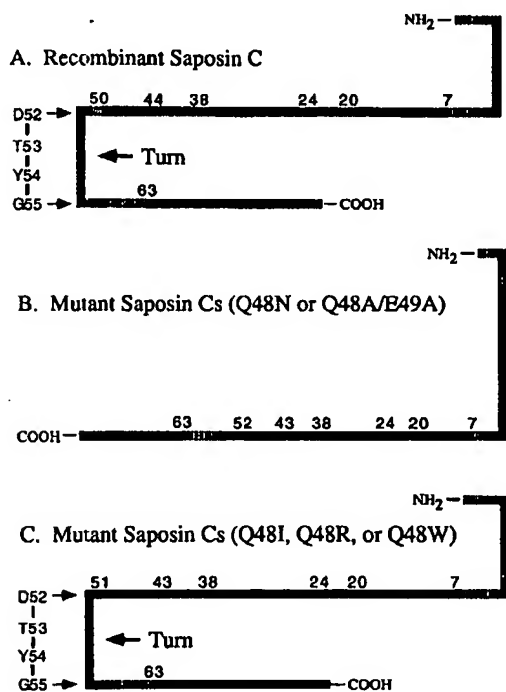 NH2
A. Recombinant Saposin C
50 44 38 24 20 7
D52
T53
Turn
Y54
63
G55
COOH
NH2
B. Mutant Saposin Cs (Q48N or Q48A/E49A)
63 52 43 38 24 20 7
COOH
NH2
C. Mutant Saposin Cs (Q48I, Q48R, or Q48W)
51 43 38 24 20 7
D52
T53
Turn
Y54
63
G55
COOH